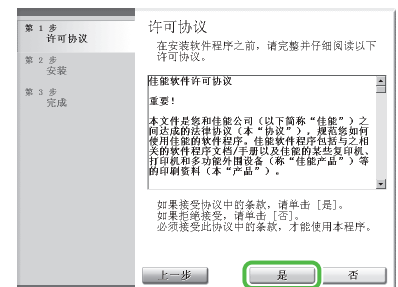 第 1 步
许可协议
第 2 步
安装
第 3 步
完成
许可协议
在安装软件程序之前，请完整并仔细阅读以下
许可协议。
佳能软件许可协议
重要！
本文件是您和佳能公司（以下简称“佳能”）之
间达成的法律协议（本“协议”），规范您如何
使用佳能的软件程序。佳能软件程序包括与之相
关的软件程序文档/手册以及佳能的某些复印机、
打印机和多功能外围设备（称“佳能产品”）等
的印刷资料（本“产品”）。
如果接受协议中的条款，请单击 [是]。
如果拒绝接受，请单击 [否]。
必须接受此协议中的条款，才能使用本程序。
上一步
是
否